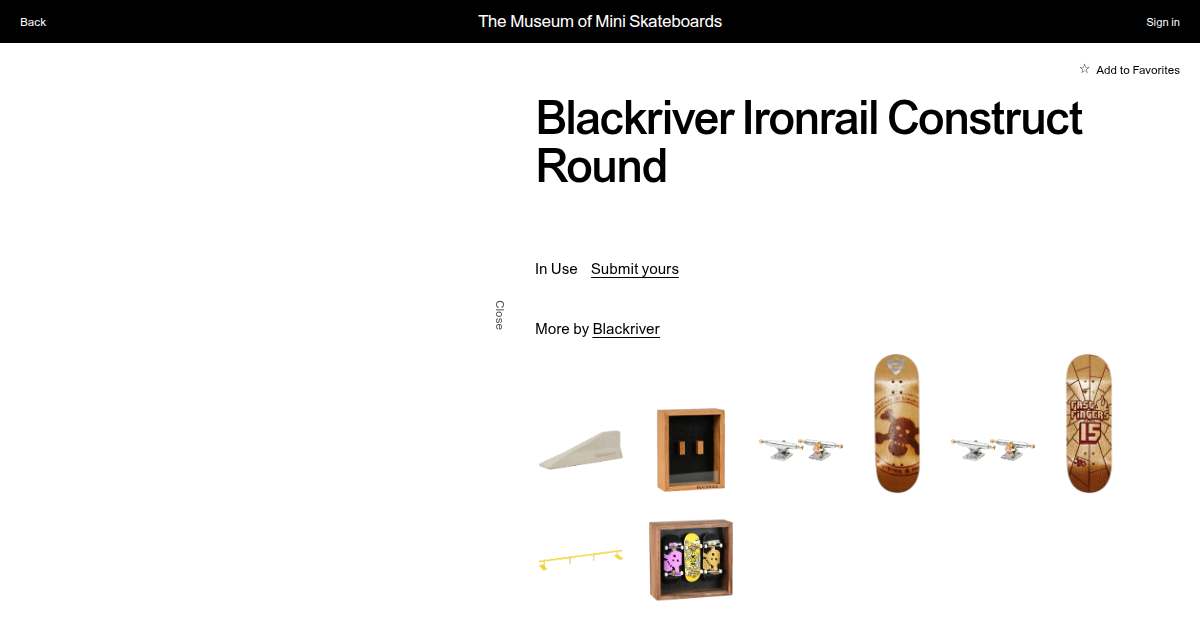 Back
The Museum of Mini Skateboards
Sign in
☆ Add to Favorites
Blackriver Ironrail Construct
Round
In Use Submit yours
Close
More by Blackriver
FAST
FINGERS
15